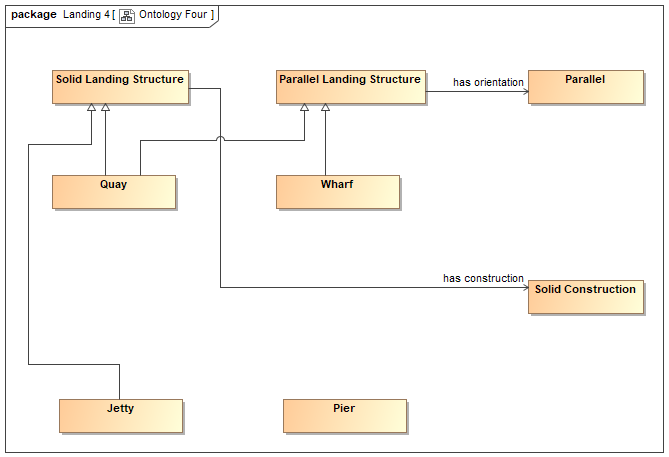 package Landing 4 [ Ontology Four ]
Solid Landing Structure
Parallel Landing Structure
has orientation
Parallel
Quay
Wharf
has construction
Solid Construction
Jetty
Pier